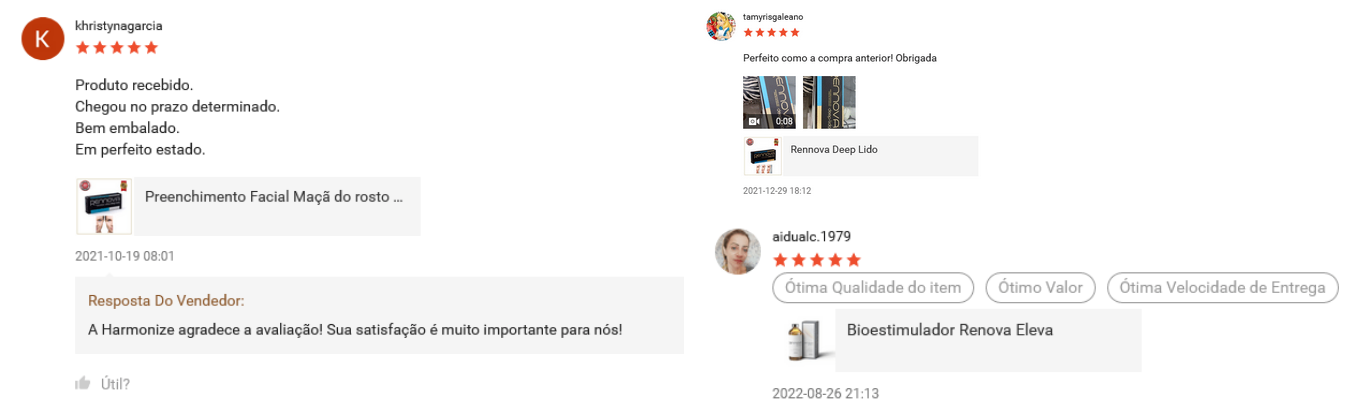 K
khristynagarcia
Produto recebido.
Chegou no prazo determinado.
Bem embalado.
Em perfeito estado.
rennova
Preenchimento Facial Maçã do rosto ...
2021-10-19 08:01
Resposta Do Vendedor:
A Harmonize agradece a avaliação! Sua satisfação é muito importante para nós!
Útil?
tamyrisgaleano
Perfeito como a compra anterior! Obrigada
0:08
ENNOVA
ENNOVA
Rennova Deep Lido
2021-12-29 18:12
aidualc.1979
Ótima Qualidade do item
Ótimo Valor
Ótima Velocidade de Entrega
Bioestimulador Renova Eleva
2022-08-26 21:13